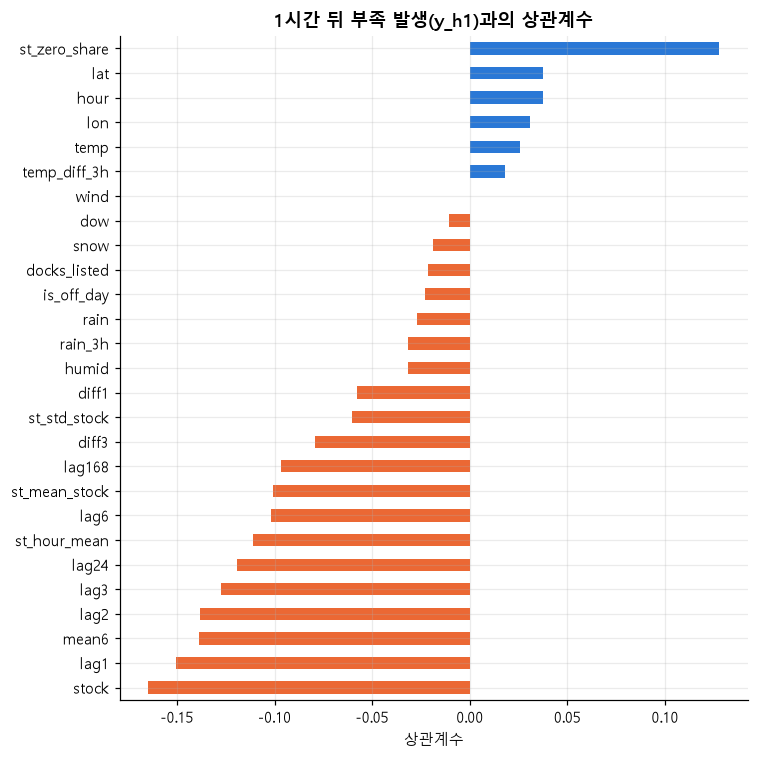 1시간 뒤 부족 발생(y_h1)과의 상관계수
st_zero_share
lat
hour
lon
temp
temp_diff_3h
wind
dow
snow
docks_listed
is_off_day
rain
rain_3h
humid
diff1
st_std_stock
diff3
lag168
st_mean_stock
lag6
st_hour_mean
lag24
lag3
lag2
mean6
lag1
stock
-0.15 -0.10 -0.05 0.00 0.05 0.10
상관계수